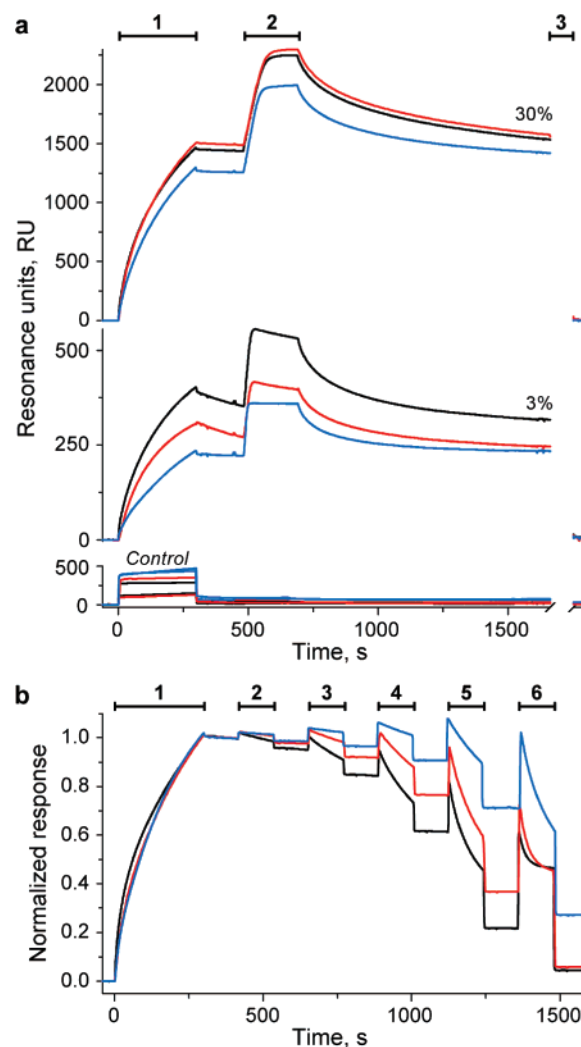 a
1 2 3
2000
1500
1000
500
0
30%
500
250
0
3%
500
0
Control
0 500 1000 1500
Time, s
Resonance units, RU
b
1 2 3 4 5 6
1.0
0.8
0.6
0.4
0.2
0.0
0 500 1000 1500
Time, s
Normalized response